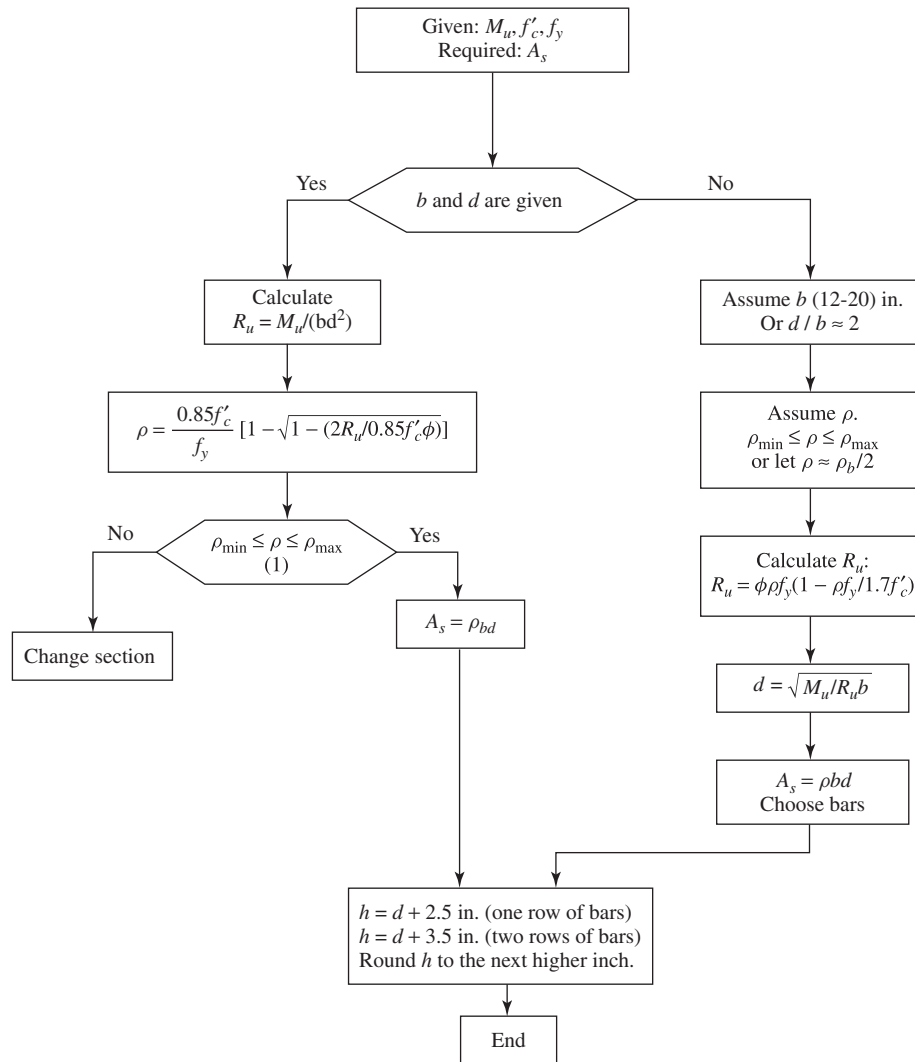 Given: M_u, f′_c, f_y
Required: A_s
Yes
b and d are given
No
Calculate
R_u = M_u/(bd²)
Assume b (12-20) in.
Or d / b ≈ 2
ρ = 0.85f′_c / f_y [1 − √(1 − (2R_u/0.85f′_cφ))]
Assume ρ.
ρ_min ≤ ρ ≤ ρ_max
or let ρ ≈ ρ_b/2
No
ρ_min ≤ ρ ≤ ρ_max
(1)
Yes
Calculate R_u:
R_u = φρf_y(1 − ρf_y/1.7f′_c)
Change section
A_s = ρ_bd
d = √(M_u/R_u b)
A_s = ρbd
Choose bars
h = d + 2.5 in. (one row of bars)
h = d + 3.5 in. (two rows of bars)
Round h to the next higher inch.
End